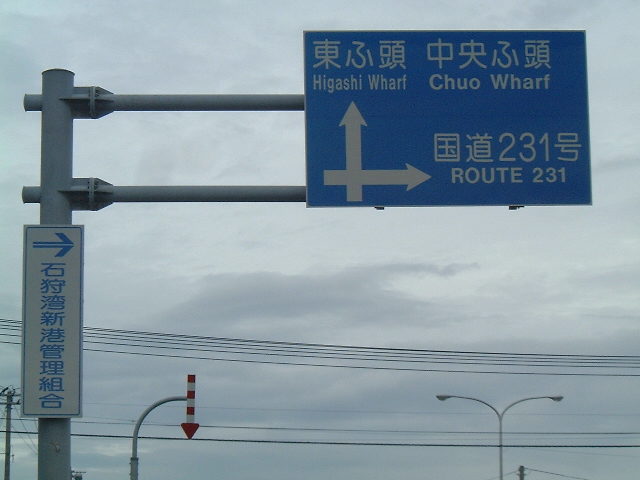 東ふ頭 中央ふ頭
Higashi Wharf Chuo Wharf
国道231号
ROUTE 231
石狩湾新港管理組合